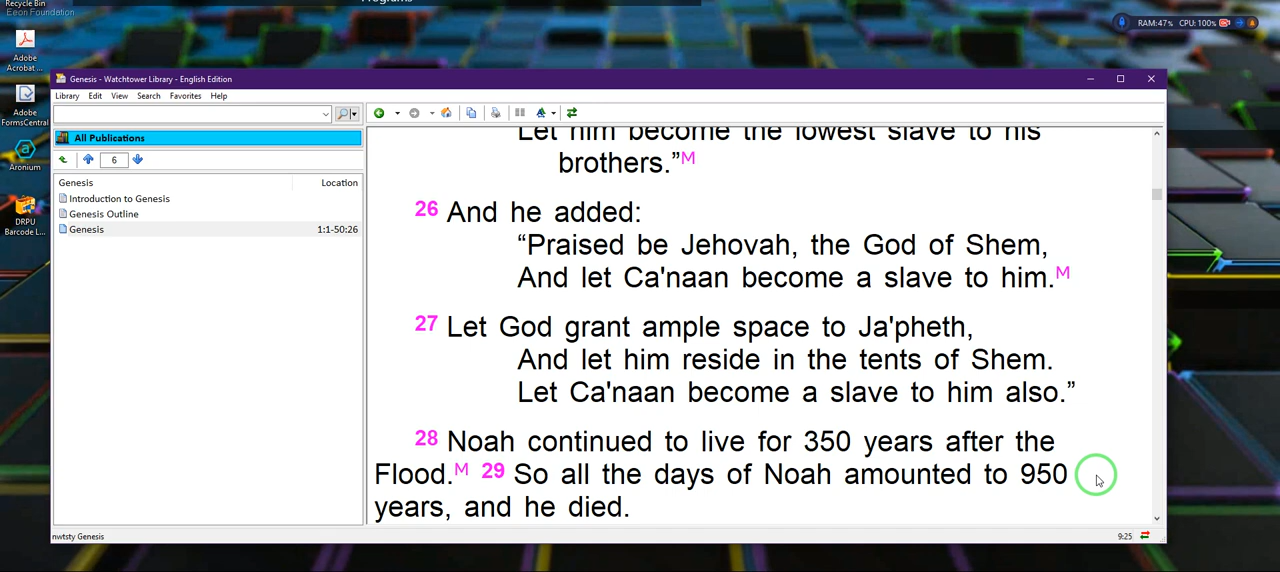 Recycle Bin
Eeon Foundation
Programs
RAM:47% CPU: 100%
Adobe
Acrobat ...
Adobe
FormsCentral
Aronium
DRPU
Barcode L...
Genesis - Watchtower Library - English Edition
Library Edit View Search Favorites Help
All Publications
6
Genesis Location
Introduction to Genesis
Genesis Outline
Genesis 1:1-50:26
Let him become the lowest slave to his
brothers.”M
26 And he added:
“Praised be Jehovah, the God of Shem,
And let Ca'naan become a slave to him.M
27 Let God grant ample space to Ja'pheth,
And let him reside in the tents of Shem.
Let Ca'naan become a slave to him also.”
28 Noah continued to live for 350 years after the
Flood.M 29 So all the days of Noah amounted to 950
years, and he died.
nwtsty Genesis 9:25